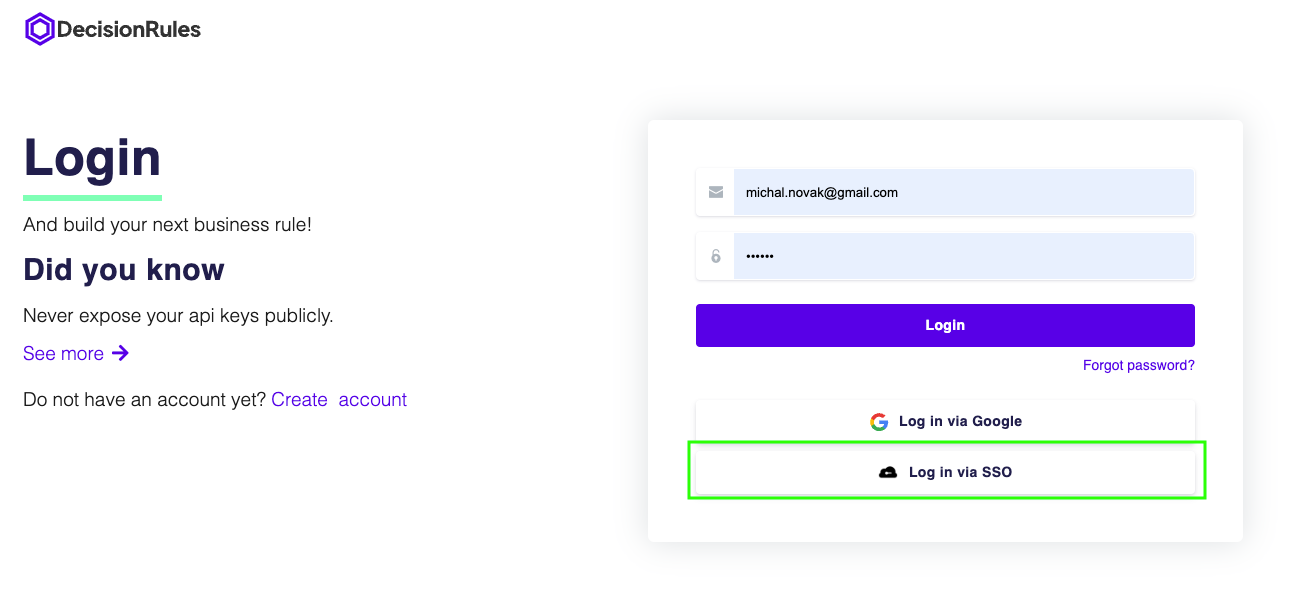 DecisionRules
Login
And build your next business rule!
Did you know
Never expose your api keys publicly.
See more
Do not have an account yet? Create account
michal.novak@gmail.com
••••••
Login
Forgot password?
Log in via Google
Log in via SSO